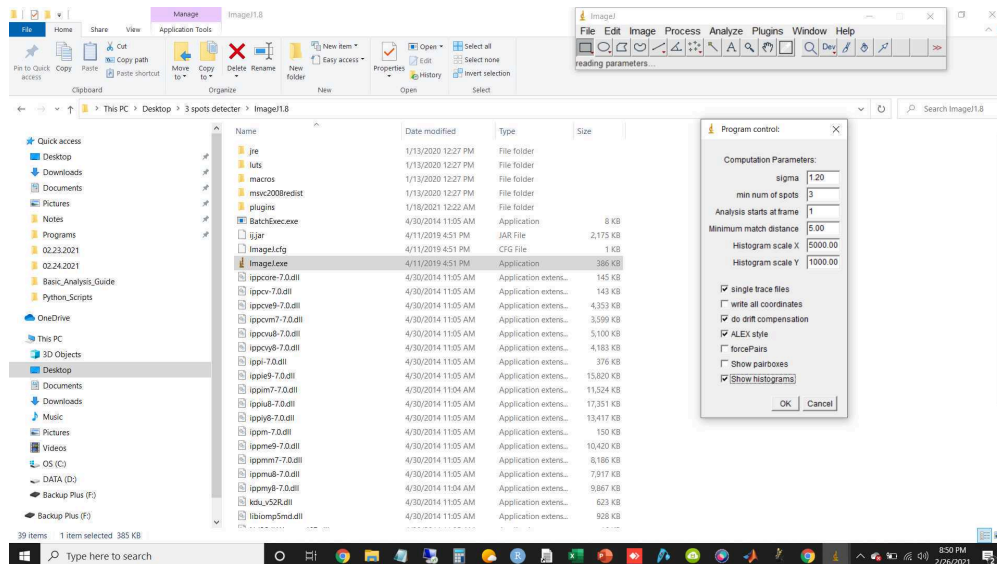 Manage
ImageJ1.8
File Home Share View Application Tools
Pin to Quick access
Copy
Paste
Cut
Copy path
Paste shortcut
Clipboard
Move to
Copy to
Delete
Rename
Organize
New folder
New item
Easy access
New
Properties
Open
Edit
History
Open
Select all
Select none
Invert selection
Select
ImageJ
File Edit Image Process Analyze Plugins Window Help
A Dev >>
reading parameters...
> This PC > Desktop > 3 spots detecter > ImageJ1.8
Search ImageJ1.8
Quick access
Desktop
Downloads
Documents
Pictures
Notes
Programs
02.23.2021
02.24.2021
Basic_Analysis_Guide
Python_Scripts
OneDrive
This PC
3D Objects
Desktop
Documents
Downloads
Music
Pictures
Videos
OS (C:)
DATA (D:)
Backup Plus (F:)
Backup Plus (F:)
Name Date modified Type Size
jre 1/13/2020 12:27 PM File folder
luts 1/13/2020 12:27 PM File folder
macros 1/13/2020 12:27 PM File folder
msvc2008redist 1/13/2020 12:27 PM File folder
plugins 1/18/2021 12:22 AM File folder
BatchExec.exe 4/30/2014 11:05 AM Application 8 KB
ij.jar 4/11/2019 4:51 PM JAR File 2,175 KB
ImageJ.cfg 4/11/2019 4:51 PM CFG File 1 KB
ImageJ.exe 4/11/2019 4:51 PM Application 386 KB
ippcore-7.0.dll 4/30/2014 11:05 AM Application extens... 145 KB
ippcv-7.0.dll 4/30/2014 11:05 AM Application extens... 143 KB
ippcve9-7.0.dll 4/30/2014 11:05 AM Application extens... 4,353 KB
ippcvm7-7.0.dll 4/30/2014 11:05 AM Application extens... 3,599 KB
ippcvu8-7.0.dll 4/30/2014 11:05 AM Application extens... 5,100 KB
ippcvy8-7.0.dll 4/30/2014 11:05 AM Application extens... 4,183 KB
ippi-7.0.dll 4/30/2014 11:05 AM Application extens... 376 KB
ippie9-7.0.dll 4/30/2014 11:05 AM Application extens... 15,820 KB
ippim7-7.0.dll 4/30/2014 11:04 AM Application extens... 11,524 KB
ippiu8-7.0.dll 4/30/2014 11:05 AM Application extens... 17,351 KB
ippiy8-7.0.dll 4/30/2014 11:05 AM Application extens... 13,417 KB
ippm-7.0.dll 4/30/2014 11:05 AM Application extens... 150 KB
ippme9-7.0.dll 4/30/2014 11:05 AM Application extens... 10,420 KB
ippmm7-7.0.dll 4/30/2014 11:05 AM Application extens... 8,186 KB
ippmu8-7.0.dll 4/30/2014 11:05 AM Application extens... 7,917 KB
ippmy8-7.0.dll 4/30/2014 11:04 AM Application extens... 9,867 KB
kdu_v52R.dll 4/30/2014 11:05 AM Application extens... 623 KB
libiomp5md.dll 4/30/2014 11:05 AM Application extens... 928 KB
Program control:
Computation Parameters:
sigma 1.20
min num of spots 3
Analysis starts at frame 1
Minimum match distance 5.00
Histogram scale X 5000.00
Histogram scale Y 1000.00
single trace files
write all coordinates
do drift compensation
ALEX style
forcePairs
Show pairboxes
Show histograms
OK Cancel
39 items 1 item selected 385 KB
Type here to search
8:50 PM
2/26/2021